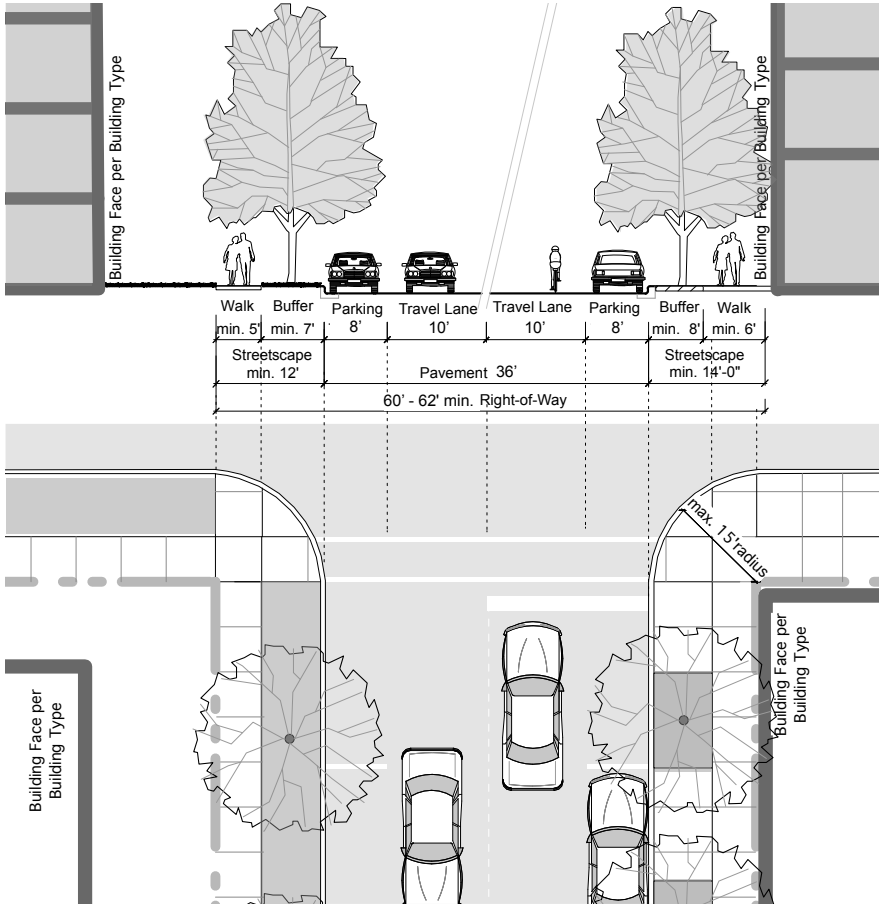 Building Face per Building Type
Building Face per Building Type
Walk
Buffer
Parking
Travel Lane
Travel Lane
Parking
Buffer
Walk
min. 5'
min. 7'
8'
10'
10'
8'
min. 8'
min. 6'
Streetscape
min. 12'
Pavement 36'
Streetscape
min. 14'-0"
60' - 62' min. Right-of-Way
max. 15'radius
Building Face per
Building Type
Building Face per
Building Type